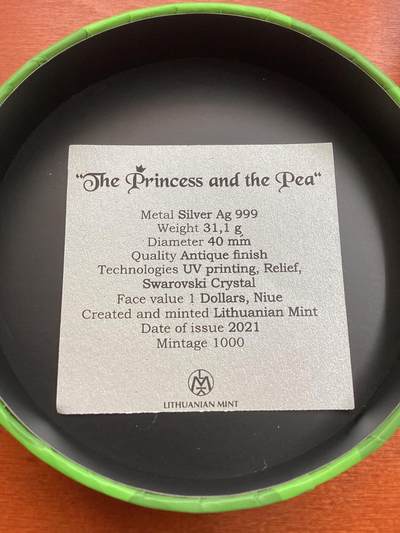 "The Princess and the Pea"
Metal Silver Ag 999
Weight 31,1 g
Diameter 40 mm
Quality Antique finish
Technologies UV printing, Relief,
Swarovski Crystal
Face value 1 Dollars, Niue
Created and minted Lithuanian Mint
Date of issue 2021
Mintage 1000
LITHUANIAN MINT